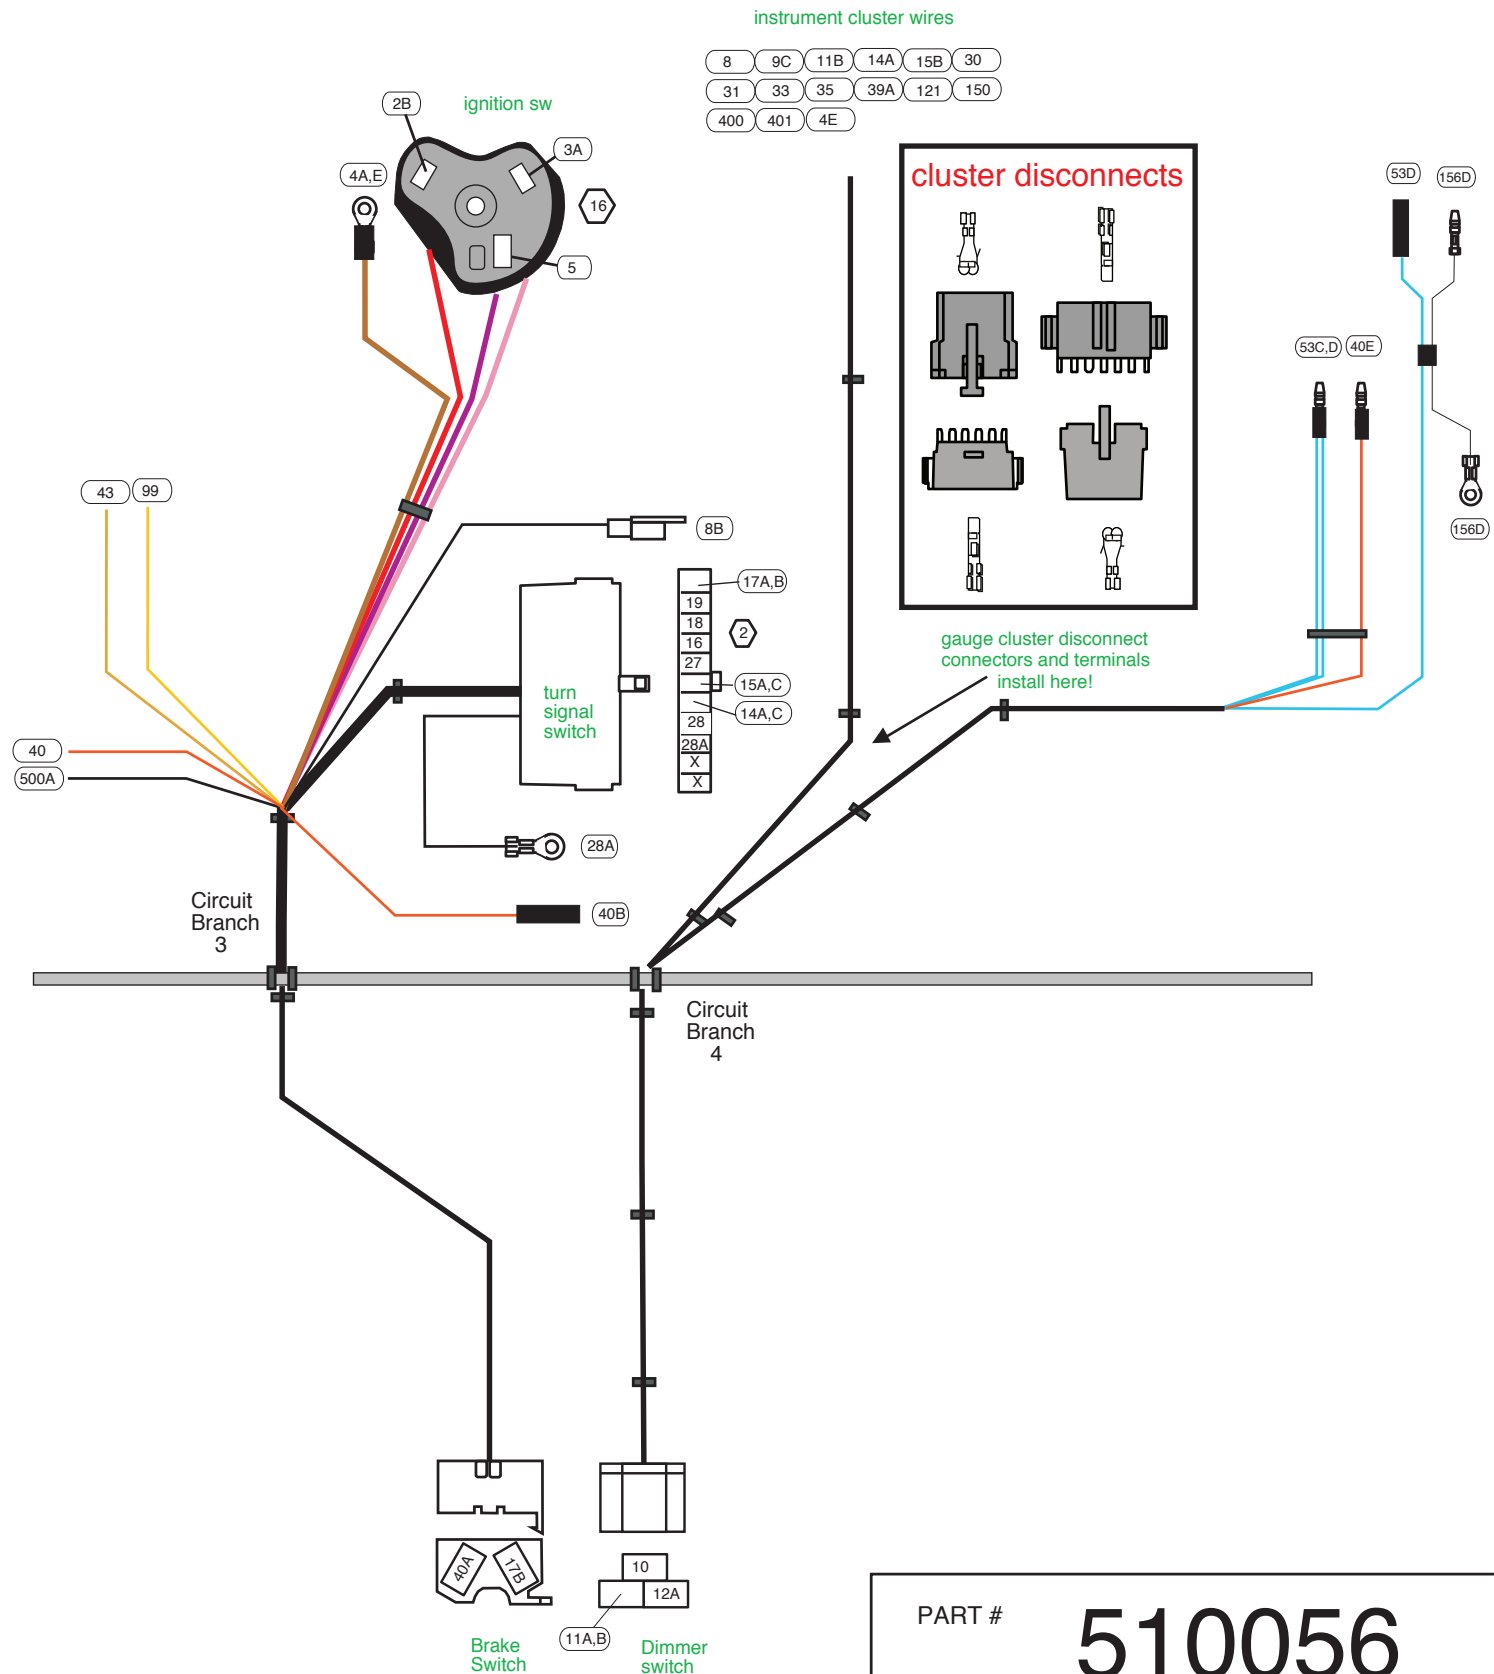 instrument cluster wires
8 9C 11B 14A 15B 30
31 33 35 39A 121 150
400 401 4E
2B
ignition sw
3A
4A,E
16
5
cluster disconnects
53D 156D
53C,D 40E
156D
43 99
8B
17A,B
19
18
2
16
27
15A,C
14A,C
28
28A
X
X
turn
signal
switch
gauge cluster disconnect
connectors and terminals
install here!
40
500A
28A
40B
Circuit
Branch
3
Circuit
Branch
4
40A 17B
10
12A
11A,B
Brake
Switch
Dimmer
switch
PART # 510056